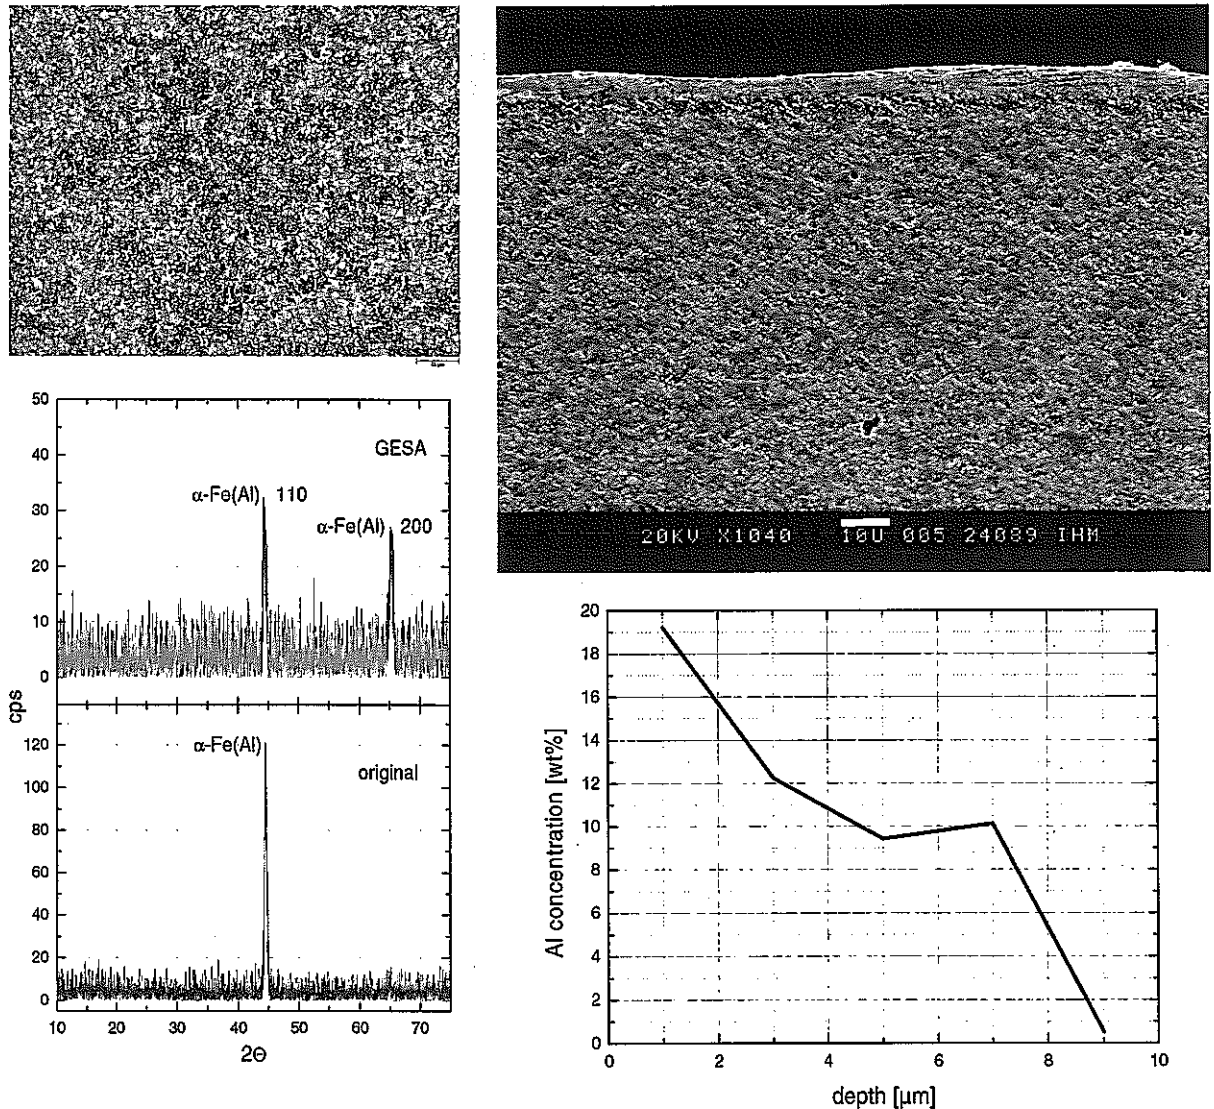 20KV X1040 10U 005 24089 IHM
50
40
30
20
10
0
GESA
α-Fe(Al) 110
α-Fe(Al) 200
cps
120
100
80
60
40
20
0
α-Fe(Al)
original
10 20 30 40 50 60 70
2Θ
20
18
16
14
12
10
8
6
4
2
0
Al concentration [wt%]
0 2 4 6 8 10
depth [µm]